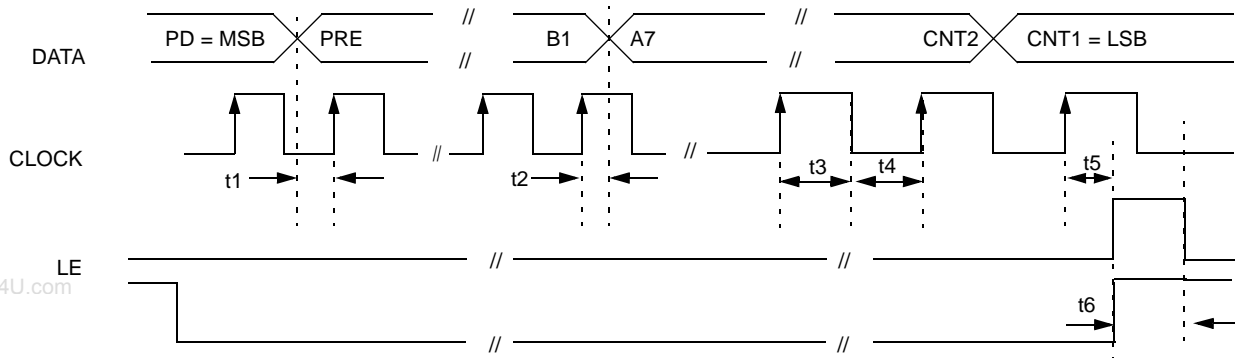 PD = MSB PRE // B1 A7 // CNT2 CNT1 = LSB
DATA // //
CLOCK // //
t1 t2 t3 t4 t5
LE // //
4U.com
t6
// //